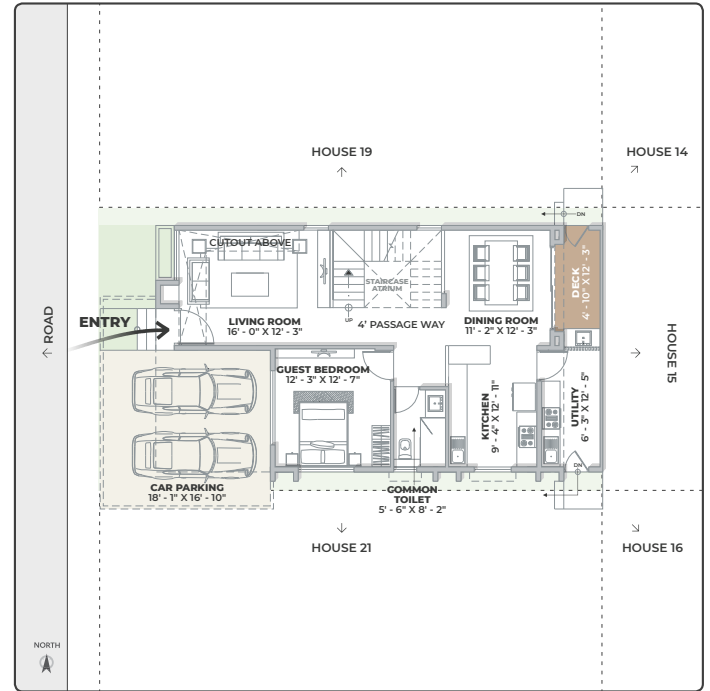 HOUSE 19
HOUSE 14
DN
CUTOUT ABOVE
STAIRCASE
ATRIUM
UP
DECK
4' - 10" X 12' - 3"
ROAD
ENTRY
LIVING ROOM
16' - 0" X 12' - 3"
4' PASSAGE WAY
DINING ROOM
11' - 2" X 12' - 3"
HOUSE 15
GUEST BEDROOM
12' - 3" X 12' - 7"
KITCHEN
9' - 4" X 12' - 11"
UTILITY
6' - 3" X 12' - 5"
DN
CAR PARKING
18' - 1" X 16' - 10"
COMMON
TOILET
5' - 6" X 8' - 2"
HOUSE 21
HOUSE 16
NORTH